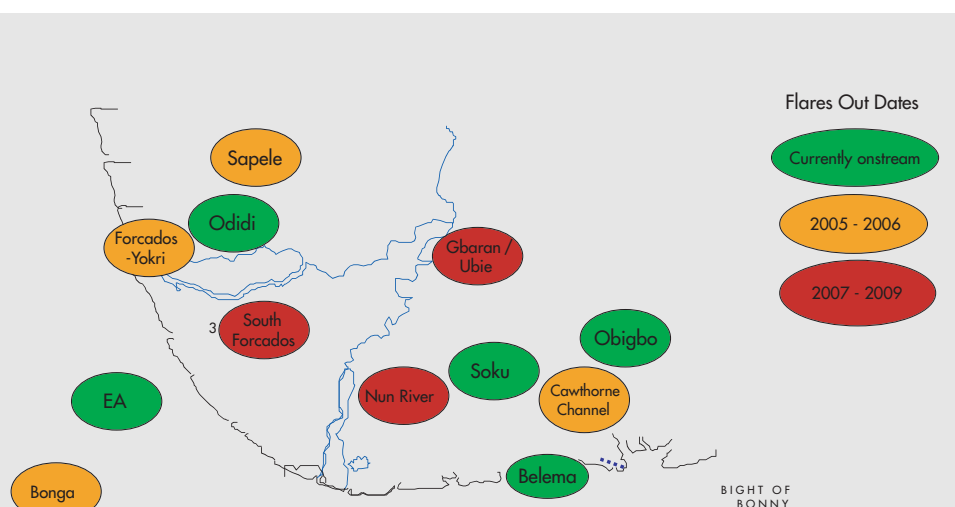 Flares Out Dates
Currently onstream
2005 - 2006
2007 - 2009
Sapele
Odidi
Forcados
-Yokri
Gbaran /
Ubie
3
South
Forcados
Obigbo
Soku
Nun River
Cawthorne
Channel
EA
Belema
Bonga
BIGHT OF
BONNY